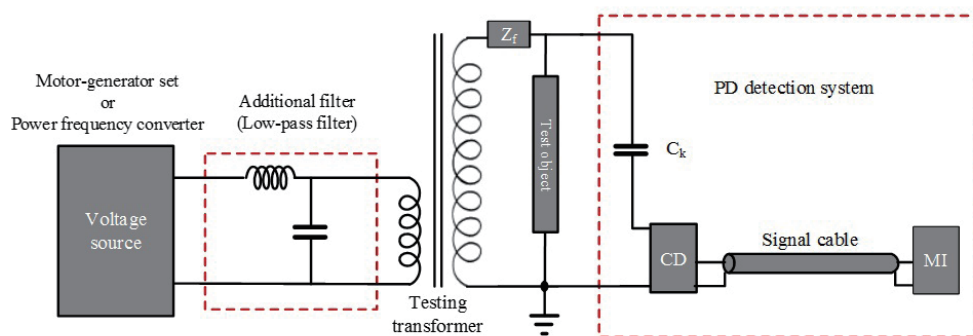 Motor-generator set
or
Power frequency converter
Additional filter
(Low-pass filter)
Voltage
source
Testing
transformer
Zf
Test object
Ck
PD detection system
CD
Signal cable
MI